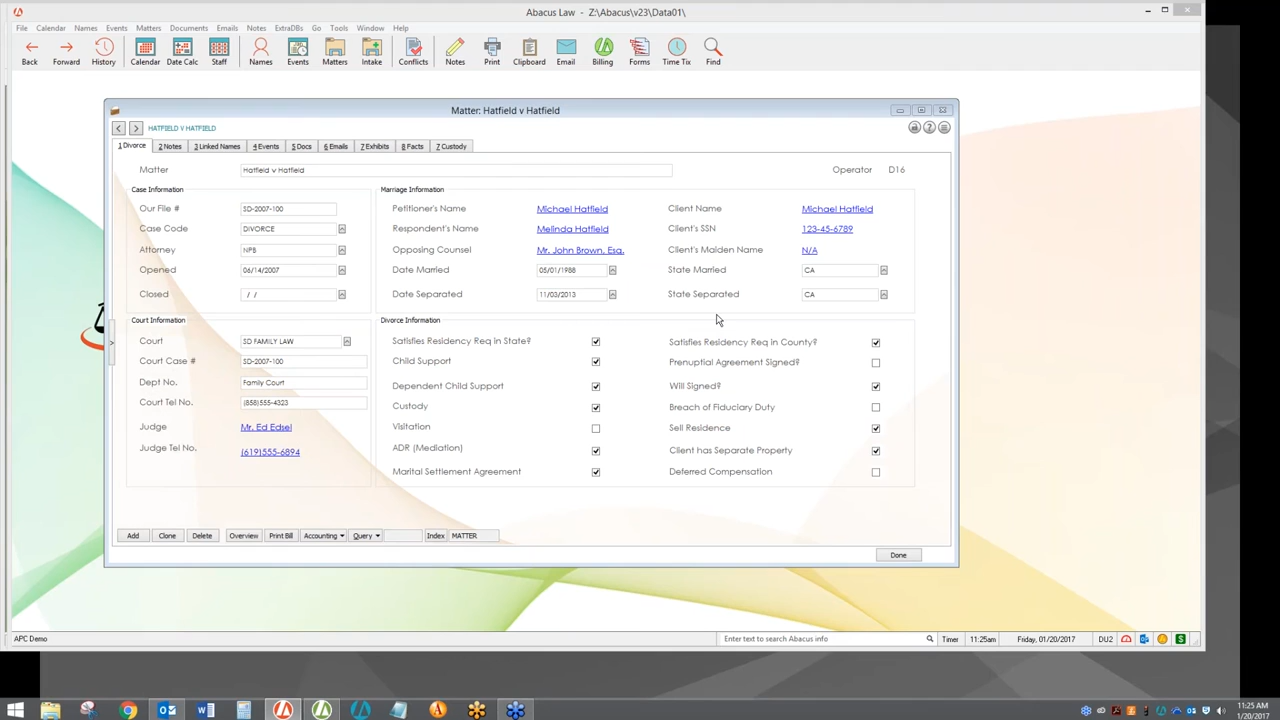 Abacus Law - Z:\Abacus\v23\Data01\
File Calendar Names Events Matters Documents Emails Notes ExtraDBs Go Tools Window Help
Back Forward History Calendar Date Calc Staff Names Events Matters Intake Conflicts Notes Print Clipboard Email Billing Forms Time Tix Find
Matter: Hatfield v Hatfield
HATFIELD V HATFIELD
1 Divorce 2 Notes 3 Linked Names 4 Events 5 Docs 6 Emails 7 Exhibits 8 Facts 7 Custody
Matter Hatfield v Hatfield Operator D16
Case Information Marriage Information
Our File # SD-2007-100 Petitioner's Name Michael Hatfield Client Name Michael Hatfield
Case Code DIVORCE Respondent's Name Melinda Hatfield Client's SSN 123-45-6789
Attorney NPB Opposing Counsel Mr. John Brown, Esq. Client's Maiden Name N/A
Opened 06/14/2007 Date Married 05/01/1988 State Married CA
Closed / / Date Separated 11/03/2013 State Separated CA
Court Information Divorce Information
Court SD FAMILY LAW Satisfies Residency Req in State? Satisfies Residency Req in County?
Court Case # SD-2007-100 Child Support Prenuptial Agreement Signed?
Dept No. Family Court Dependent Child Support Will Signed?
Court Tel No. (858)555-4323 Custody Breach of Fiduciary Duty
Judge Mr. Ed Edsel Visitation Sell Residence
Judge Tel No. (619)555-6894 ADR (Mediation) Client has Separate Property
Marital Settlement Agreement Deferred Compensation
Add Clone Delete Overview Print Bill Accounting Query Index MATTER
Done
APC Demo Enter text to search Abacus info Timer 11:25am Friday, 01/20/2017 DU2
11:25 AM
1/20/2017